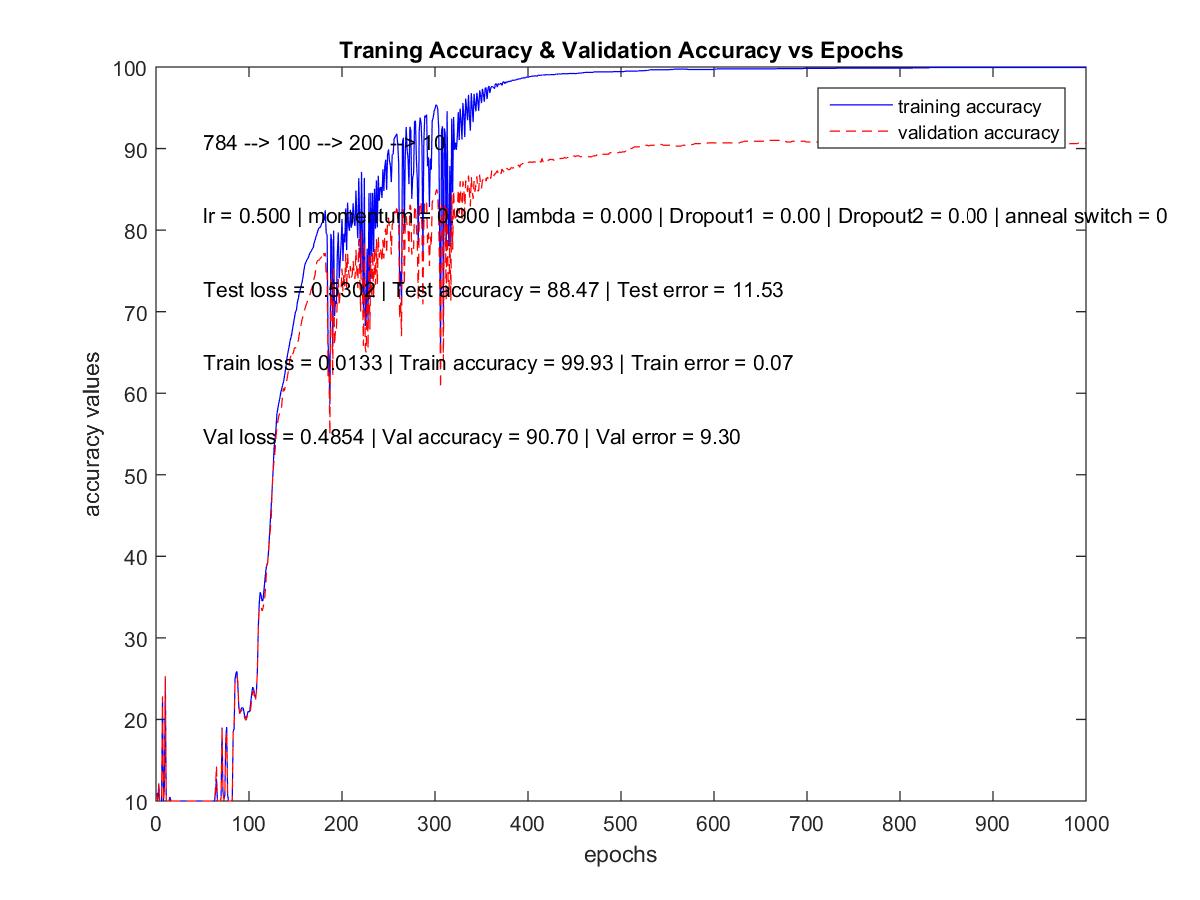 Traning Accuracy & Validation Accuracy vs Epochs
100
90
80
70
60
50
40
30
20
10
accuracy values
training accuracy
validation accuracy
784 --> 100 --> 200 --> 10
lr = 0.500 | momentum = 0.900 | lambda = 0.000 | Dropout1 = 0.00 | Dropout2 = 0.00 | anneal switch = 0
Test loss = 0.5302 | Test accuracy = 88.47 | Test error = 11.53
Train loss = 0.0133 | Train accuracy = 99.93 | Train error = 0.07
Val loss = 0.4854 | Val accuracy = 90.70 | Val error = 9.30
0 100 200 300 400 500 600 700 800 900 1000
epochs